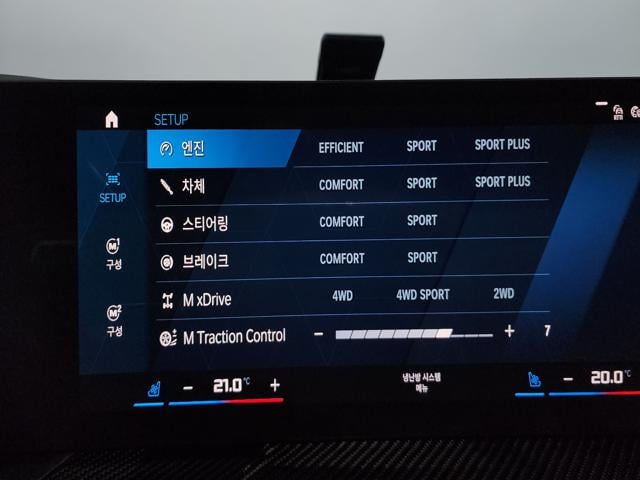 SETUP
엔진 EFFICIENT SPORT SPORT PLUS
차체 COMFORT SPORT SPORT PLUS
SETUP
스티어링 COMFORT SPORT
M1 구성
브레이크 COMFORT SPORT
M xDrive 4WD 4WD SPORT 2WD
M2 구성
M Traction Control − + 7
− 21.0°C +
냉난방 시스템
메뉴
− 20.0°C